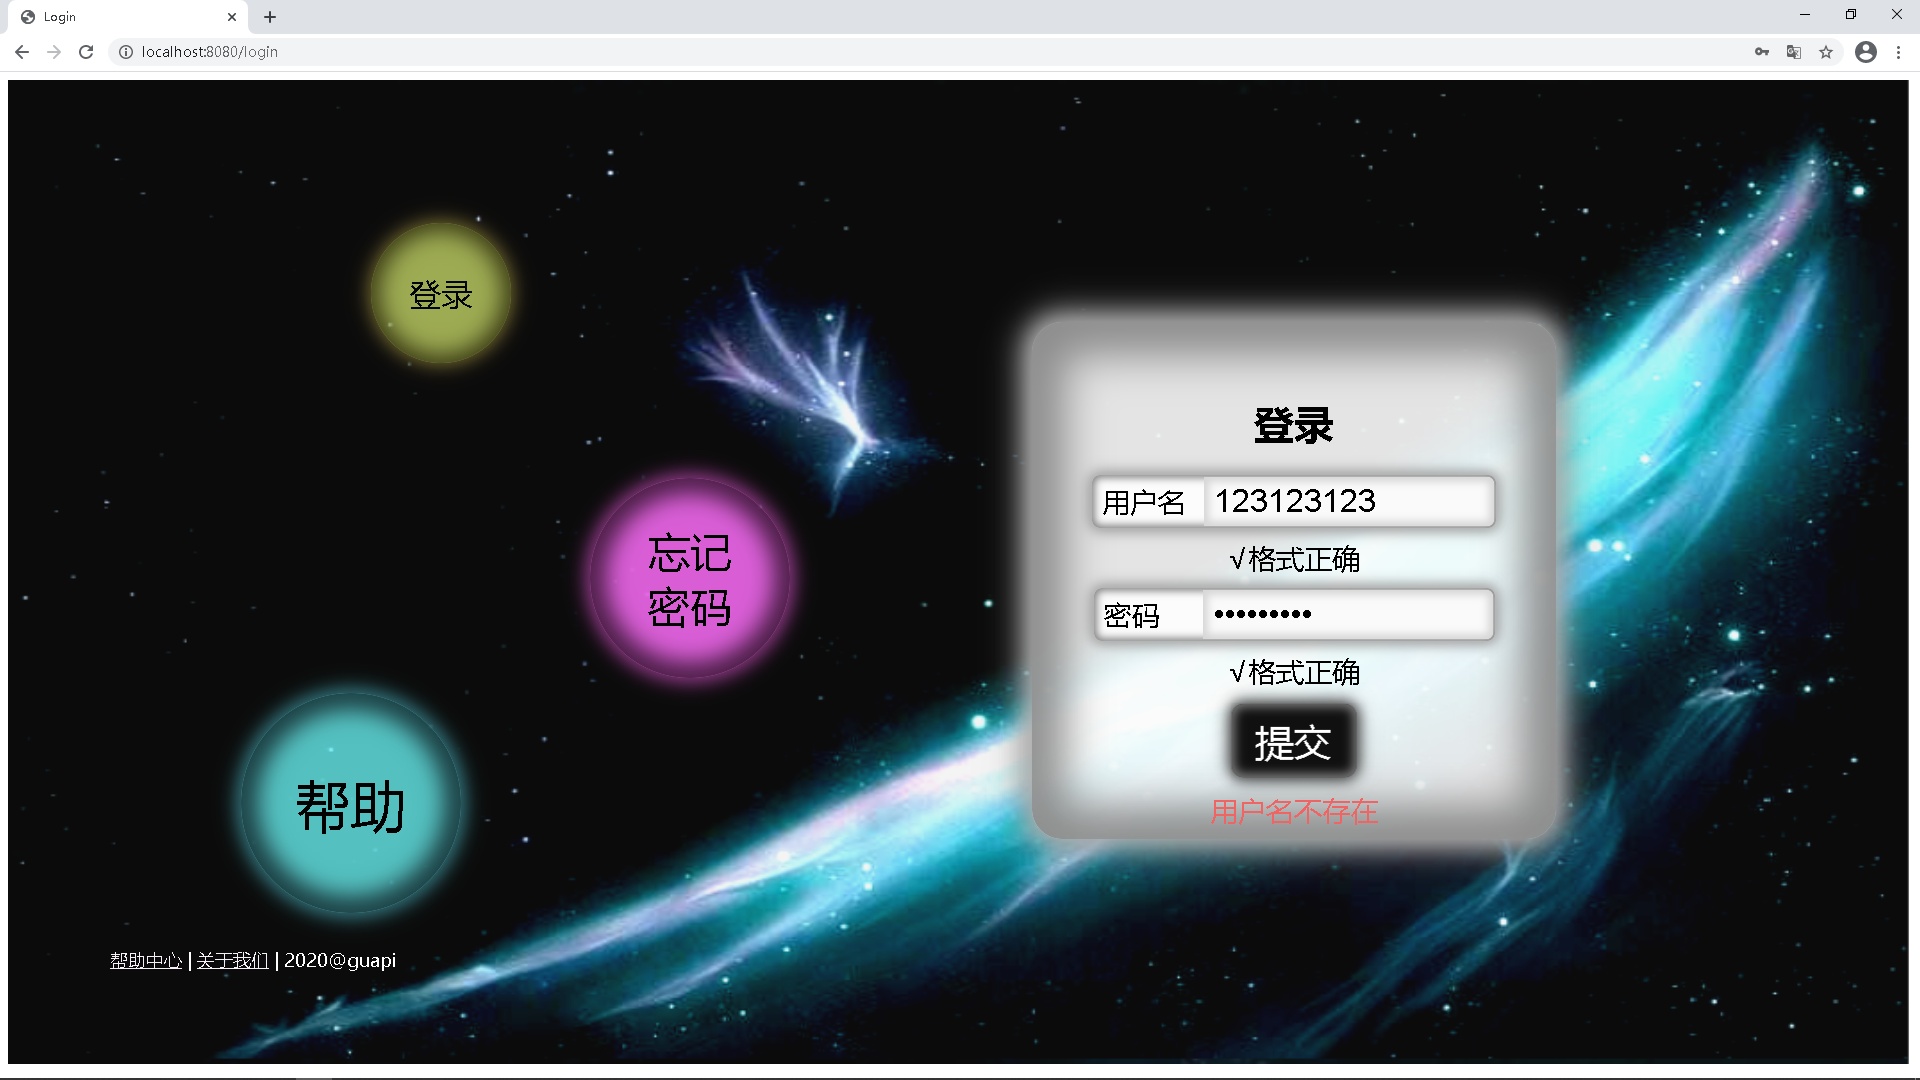 Login
localhost:8080/login
登录
忘记
密码
帮助
登录
用户名 123123123
√格式正确
密码 •••••••••
√格式正确
提交
用户名不存在
帮助中心 | 关于我们 | 2020@guapi